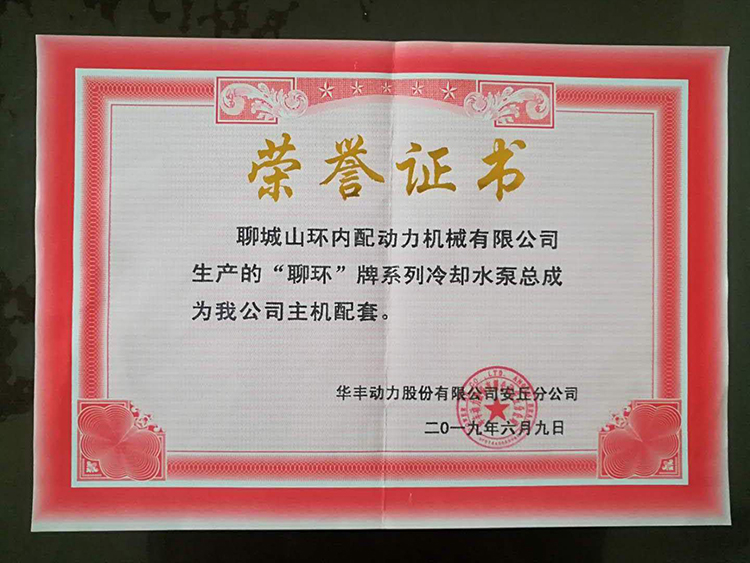 荣誉证书
聊城山环内配动力机械有限公司
生产的“聊环”牌系列冷却水泵总成
为我公司主机配套。
华丰动力股份有限公司安丘分公司
二0一九年六月九日